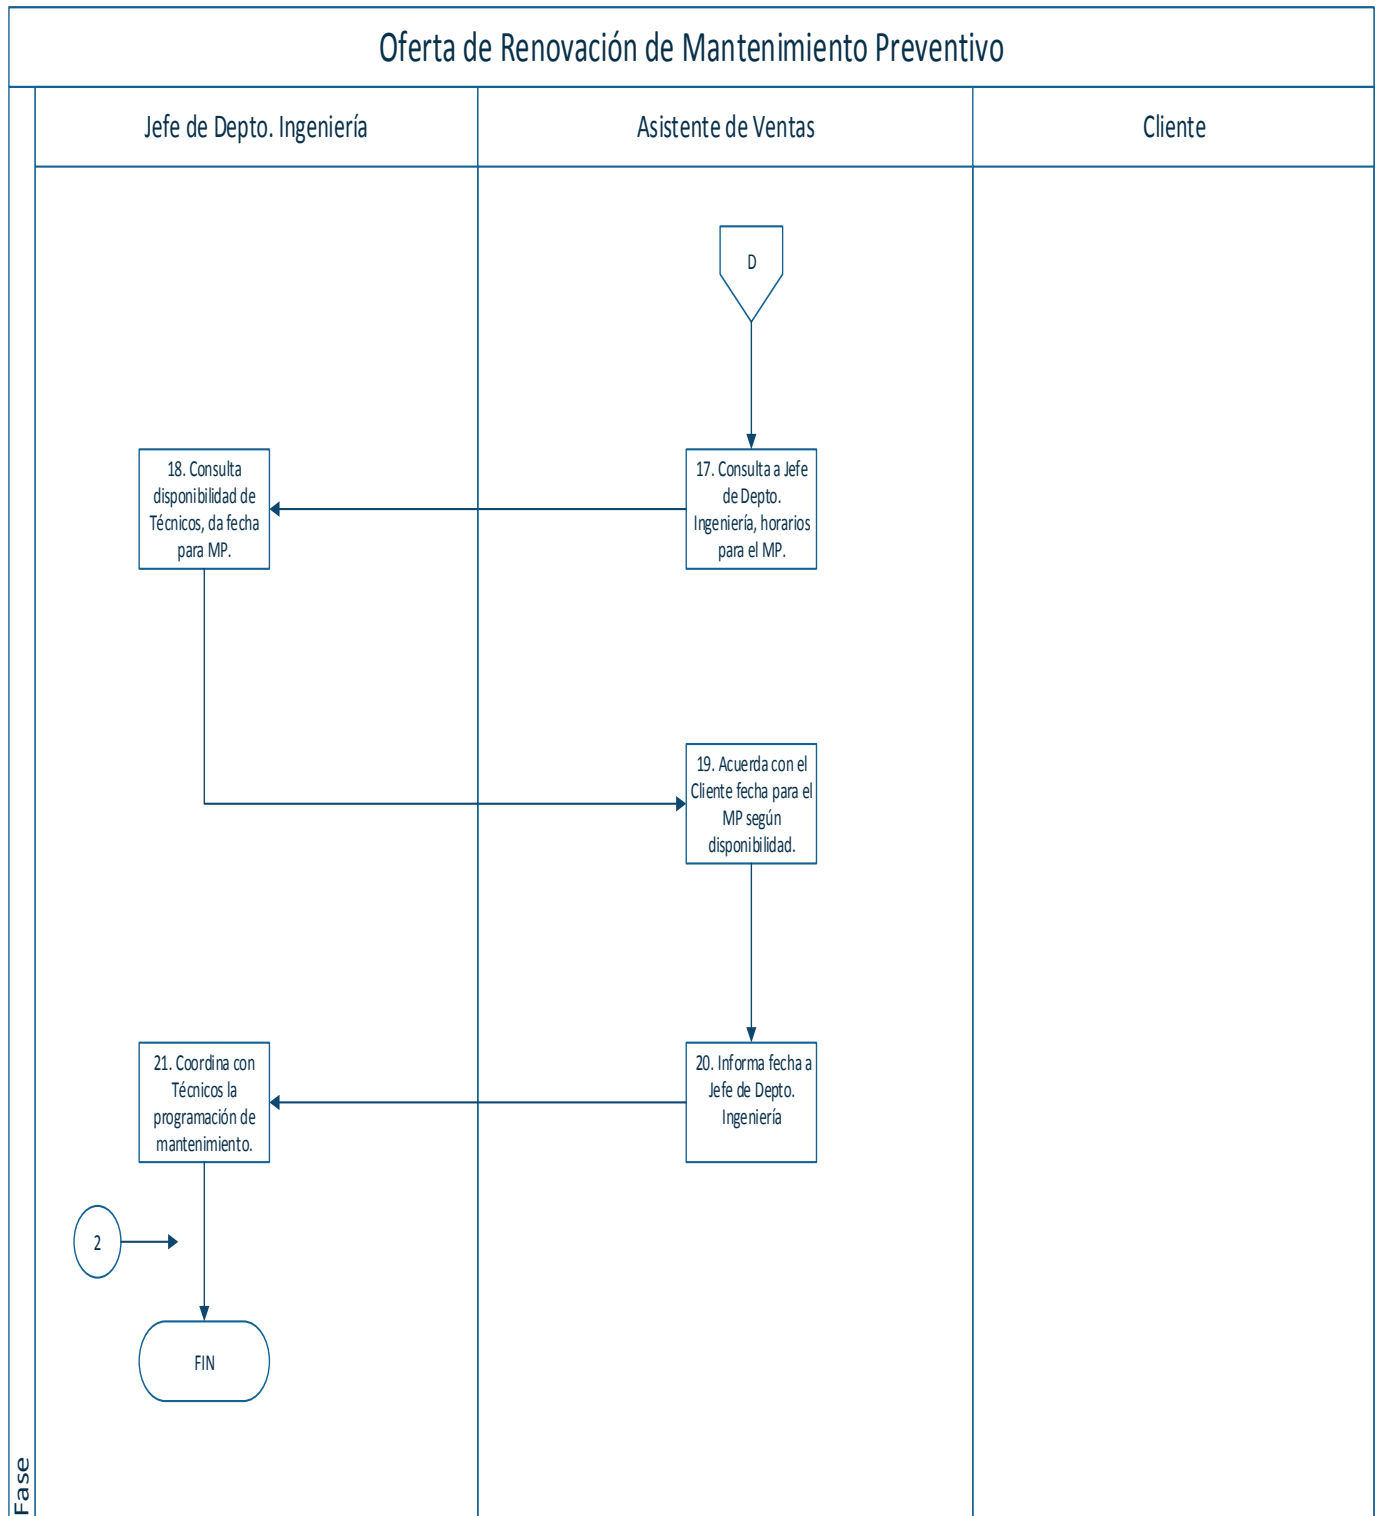 Oferta de Renovación de Mantenimiento Preventivo
Jefe de Depto. Ingeniería
Asistente de Ventas
Cliente
D
18. Consulta
disponibilidad de
Técnicos, da fecha
para MP.
17. Consulta a Jefe
de Depto.
Ingeniería, horarios
para el MP.
19. Acuerda con el
Cliente fecha para el
MP según
disponibilidad.
21. Coordina con
Técnicos la
programación de
mantenimiento.
20. Informa fecha a
Jefe de Depto.
Ingeniería
2
FIN
Fase